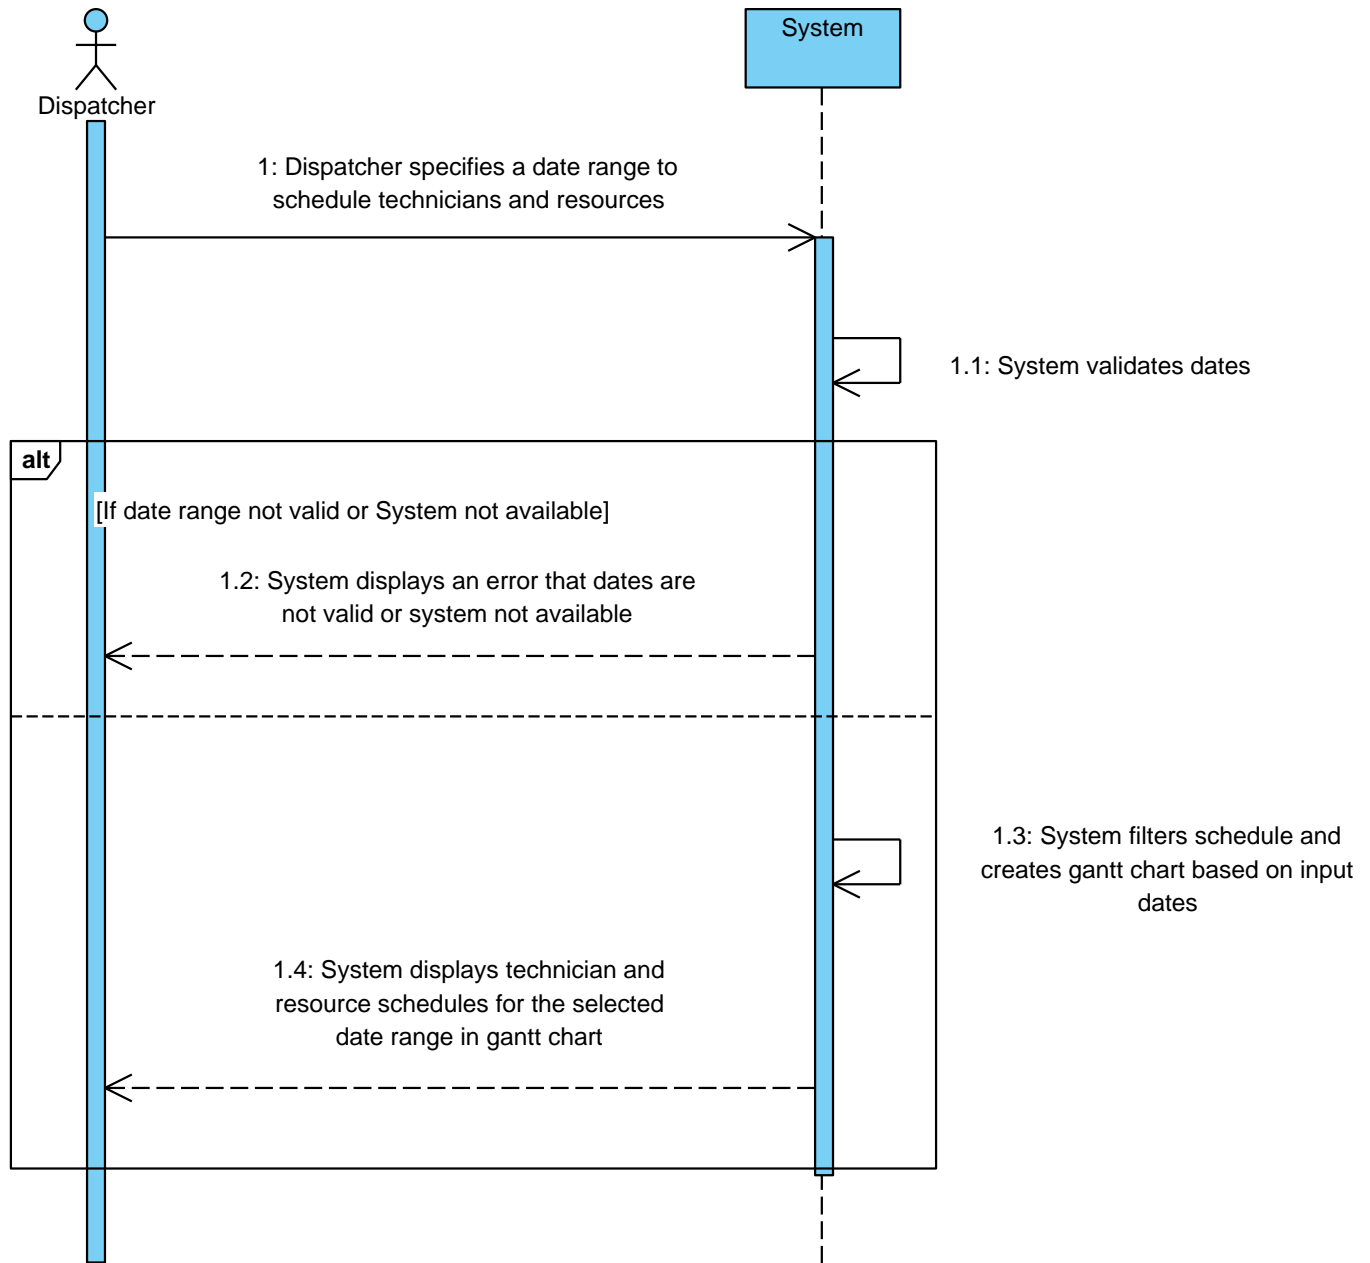 System
Dispatcher
1: Dispatcher specifies a date range to
schedule technicians and resources
1.1: System validates dates
alt
[If date range not valid or System not available]
1.2: System displays an error that dates are
not valid or system not available
1.3: System filters schedule and
creates gantt chart based on input
dates
1.4: System displays technician and
resource schedules for the selected
date range in gantt chart